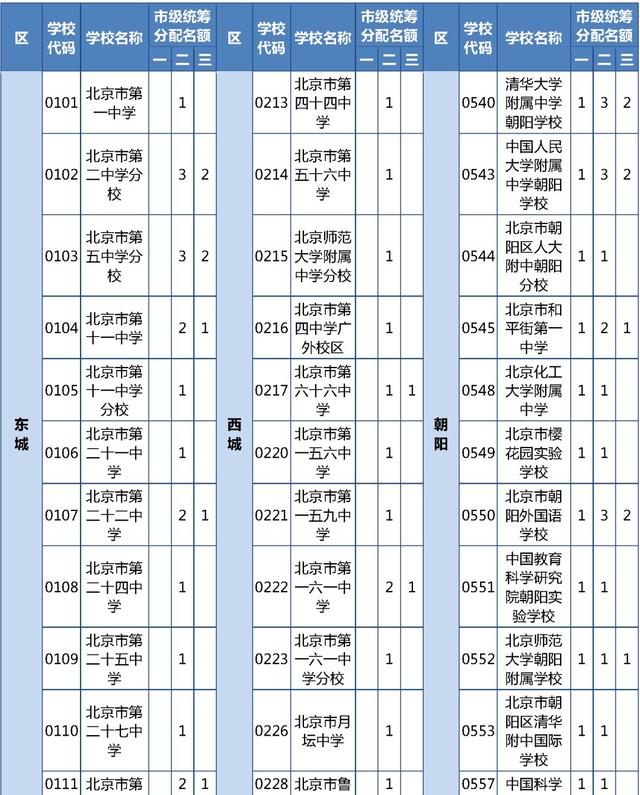 区 学校代码 学校名称 市级统筹分配名额 一 二 三 区 学校代码 学校名称 市级统筹分配名额 一 二 三 区 学校代码 学校名称 市级统筹分配名额 一 二 三
东城 西城 朝阳
0101 北京市第一中学 1 0213 北京市第四十四中学 1 0540 清华大学附属中学朝阳学校 1 3 2
0102 北京市第二中学分校 3 2 0214 北京市第五十六中学 1 0543 中国人民大学附属中学朝阳学校 1 3 2
0103 北京市第五中学分校 3 2 0215 北京师范大学附属中学分校 1 0544 北京市朝阳区人大附中朝阳分校 1 1
0104 北京市第十一中学 2 1 0216 北京市第四中学广外校区 1 0545 北京市和平街第一中学 1 2 1
0105 北京市第十一中学分校 1 0217 北京市第六十六中学 1 1 0548 北京化工大学附属中学 1 1
0106 北京市第二十一中学 1 0220 北京市第一五六中学 1 0549 北京市樱花园实验学校 1 1
0107 北京市第二十二中学 2 1 0221 北京市第一五九中学 1 0550 北京市朝阳外国语学校 1 3 2
0108 北京市第二十四中学 1 0222 北京市第一六一中学 2 1 0551 中国教育科学研究院朝阳实验学校 1 1
0109 北京市第二十五中学 1 0223 北京市第一六一中学分校 1 0552 北京师范大学朝阳附属学校 1 1 1
0110 北京市第二十七中学 1 0226 北京市月坛中学 1 0553 北京市朝阳区清华附中国际学校 1 1
0111 北京市第 2 1 0228 北京市鲁 1 0557 中国科学 1 1